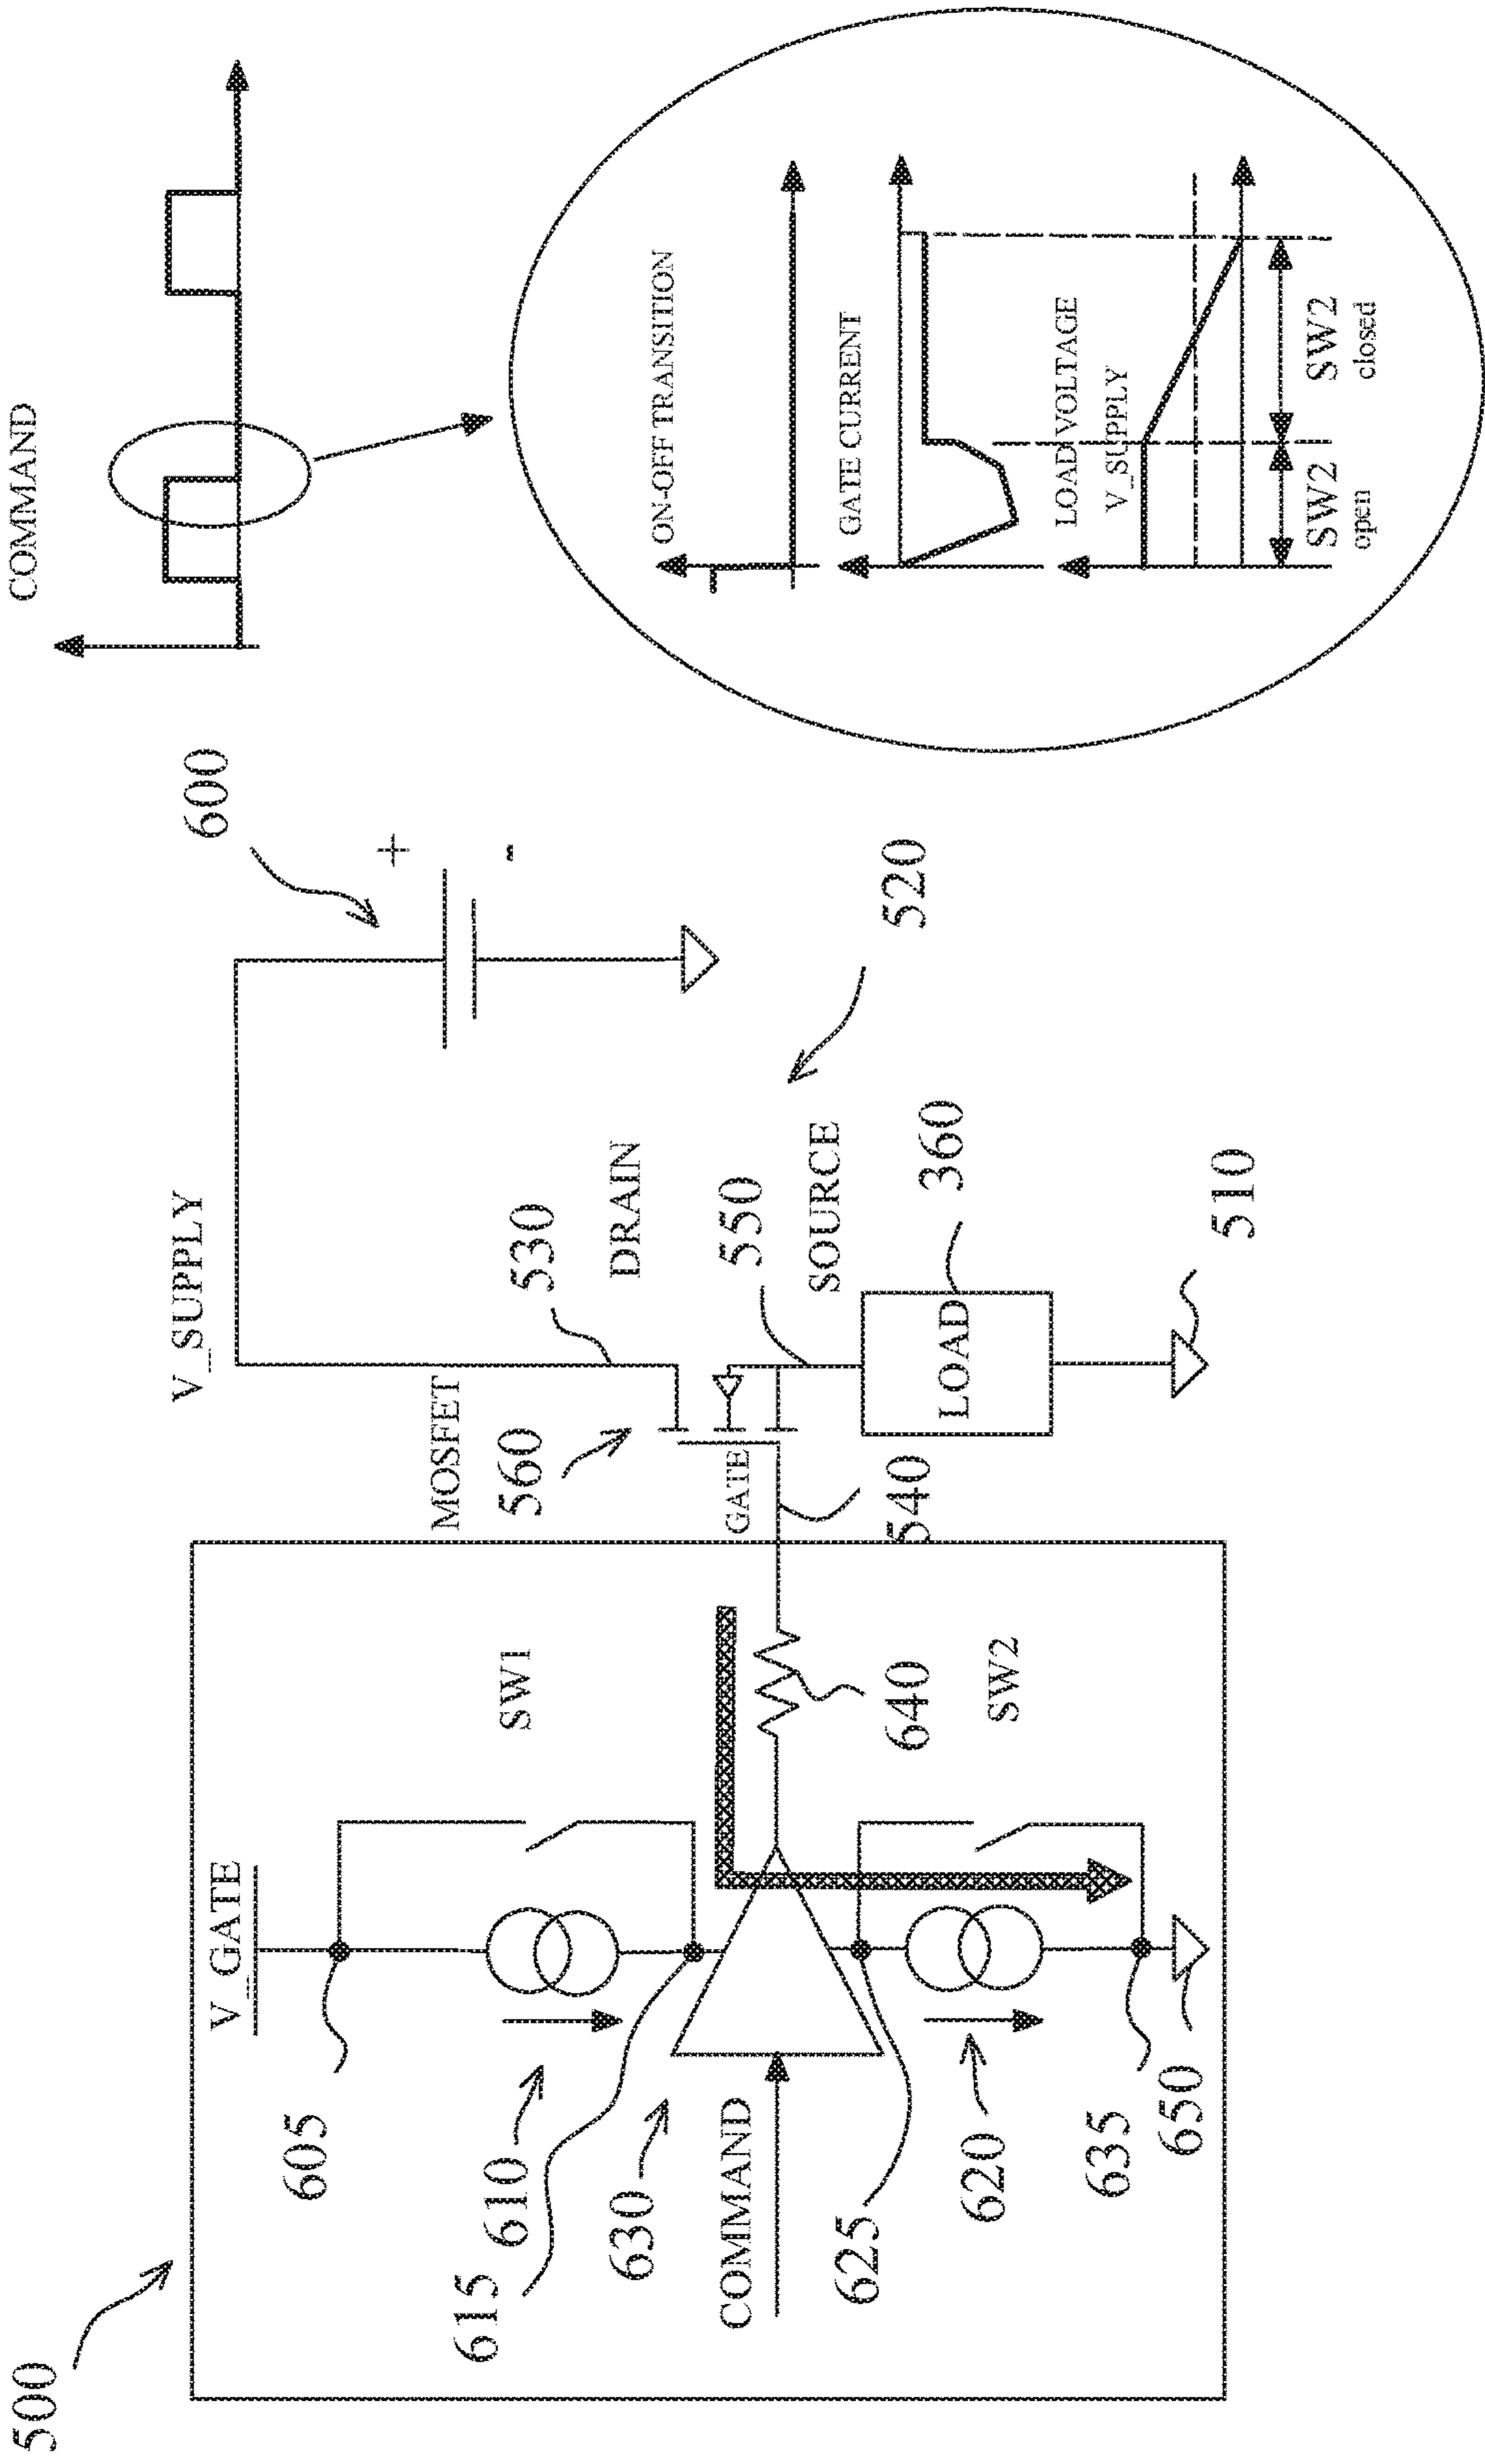 500
605
610
615
630
COMMAND
625
620
635
650
V_GATE
SW1
640
SW2
MOSFET
560
GATE
540
V_SUPPLY
530
DRAIN
550
SOURCE
LOAD
360
510
520
600
+
-
COMMAND
ON-OFF TRANSITION
GATE CURRENT
LOAD VOLTAGE
V_SUPPLY
SW2
open
SW2
closed